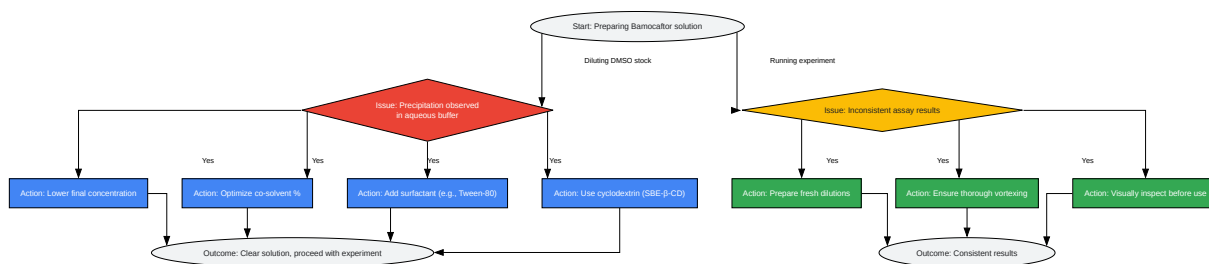 Start: Preparing Bamocaftor solution
Diluting DMSO stock
Running experiment
Issue: Precipitation observed
in aqueous buffer
Issue: Inconsistent assay results
Yes
Yes
Yes
Yes
Yes
Yes
Yes
Action: Lower final concentration
Action: Optimize co-solvent %
Action: Add surfactant (e.g., Tween-80)
Action: Use cyclodextrin (SBE-β-CD)
Action: Prepare fresh dilutions
Action: Ensure thorough vortexing
Action: Visually inspect before use
Outcome: Clear solution, proceed with experiment
Outcome: Consistent results